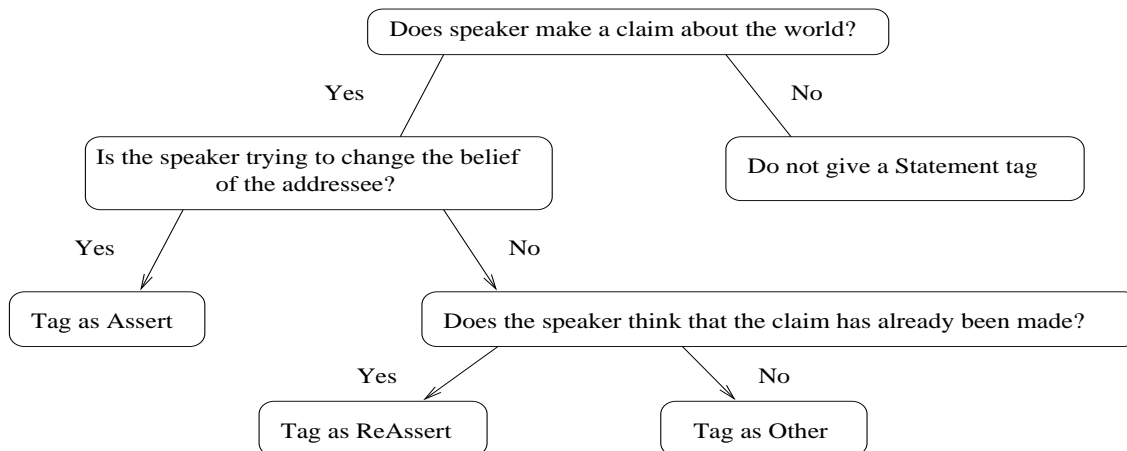 Does speaker make a claim about the world?
Yes
No
Is the speaker trying to change the belief
of the addressee?
Do not give a Statement tag
Yes
No
Tag as Assert
Does the speaker think that the claim has already been made?
Yes
No
Tag as ReAssert
Tag as Other